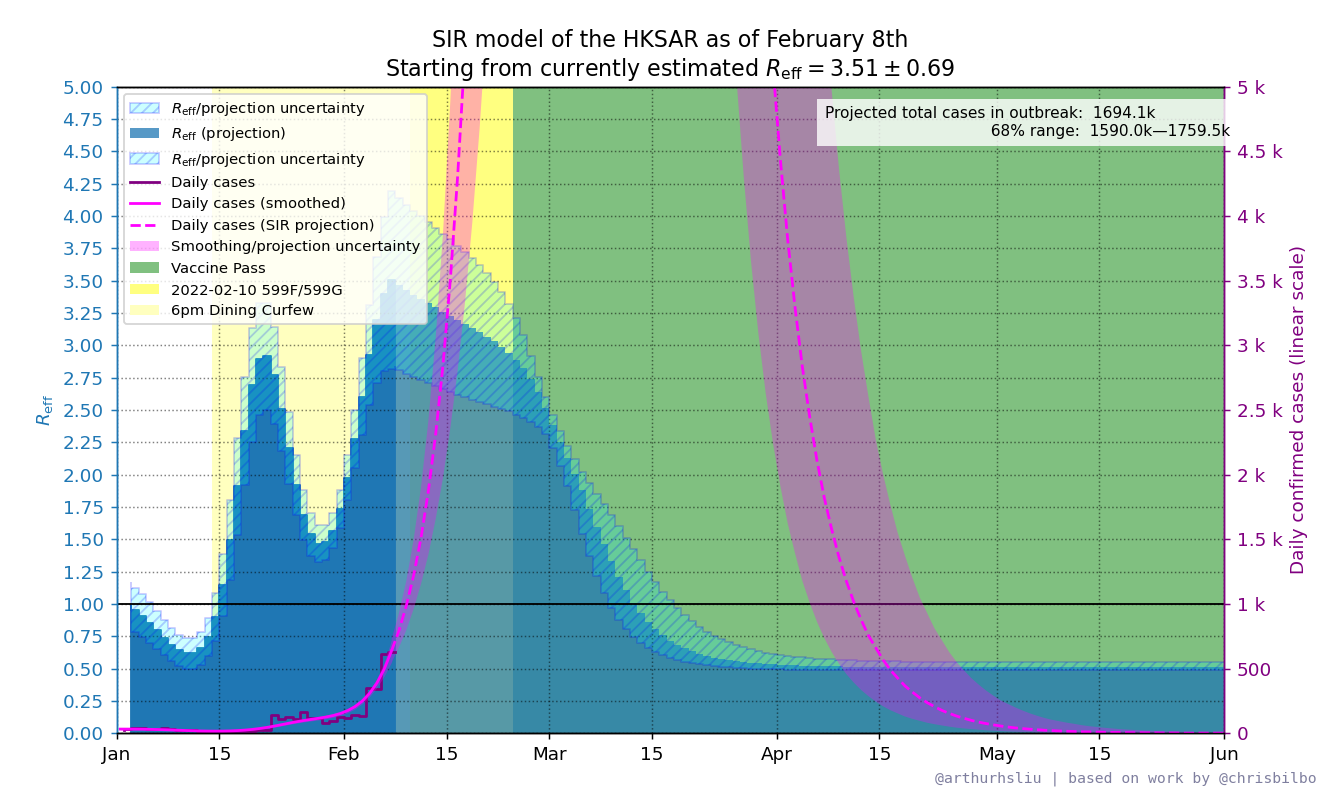 SIR model of the HKSAR as of February 8th
Starting from currently estimated Reff = 3.51 ± 0.69
5.00
4.75
4.50
4.25
4.00
3.75
3.50
3.25
3.00
2.75
2.50
2.25
2.00
1.75
1.50
1.25
1.00
0.75
0.50
0.25
0.00
Reff
Reff/projection uncertainty
Reff (projection)
Reff/projection uncertainty
Daily cases
Daily cases (smoothed)
Daily cases (SIR projection)
Smoothing/projection uncertainty
Vaccine Pass
2022-02-10 599F/599G
6pm Dining Curfew
Projected total cases in outbreak: 1694.1k
68% range: 1590.0k—1759.5k
5 k
4.5 k
4 k
3.5 k
3 k
2.5 k
2 k
1.5 k
1 k
500
0
Daily confirmed cases (linear scale)
Jan 15 Feb 15 Mar 15 Apr 15 May 15 Jun
@arthurhsliu | based on work by @chrisbilbo